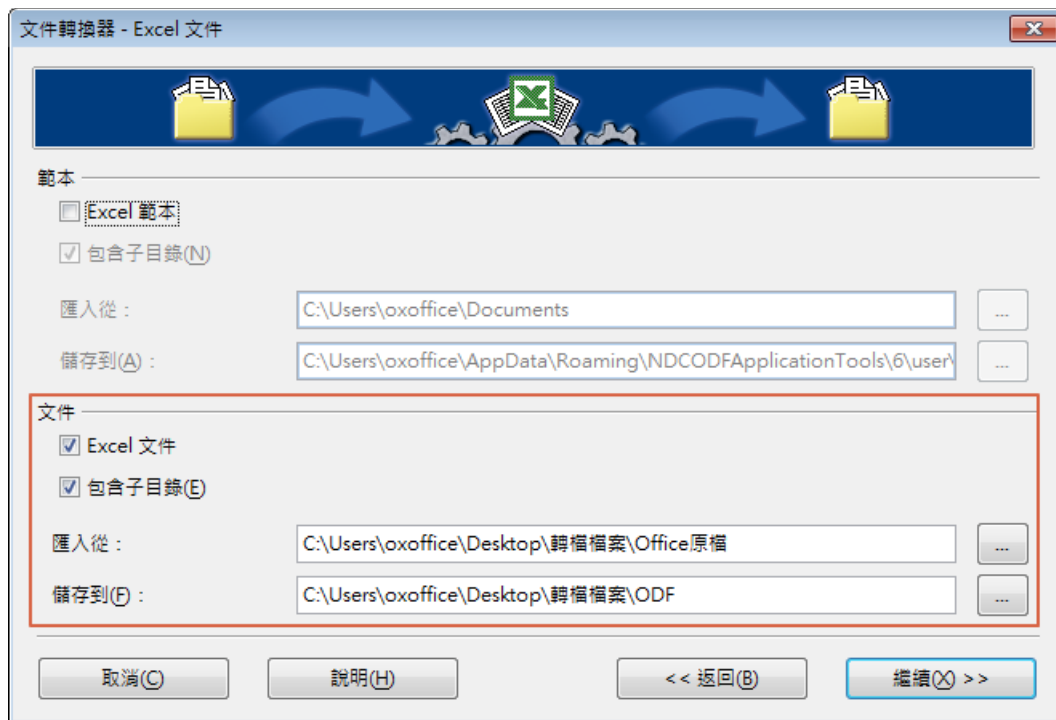 文件轉換器 - Excel 文件
範本
Excel 範本
包含子目錄(N)
匯入從：
C:\Users\oxoffice\Documents
...
儲存到(A)：
C:\Users\oxoffice\AppData\Roaming\NDCODFApplicationTools\6\user\
...
文件
Excel 文件
包含子目錄(E)
匯入從：
C:\Users\oxoffice\Desktop\轉檔檔案\Office原檔
...
儲存到(F)：
C:\Users\oxoffice\Desktop\轉檔檔案\ODF
...
取消(C)
說明(H)
<< 返回(B)
繼續(X) >>